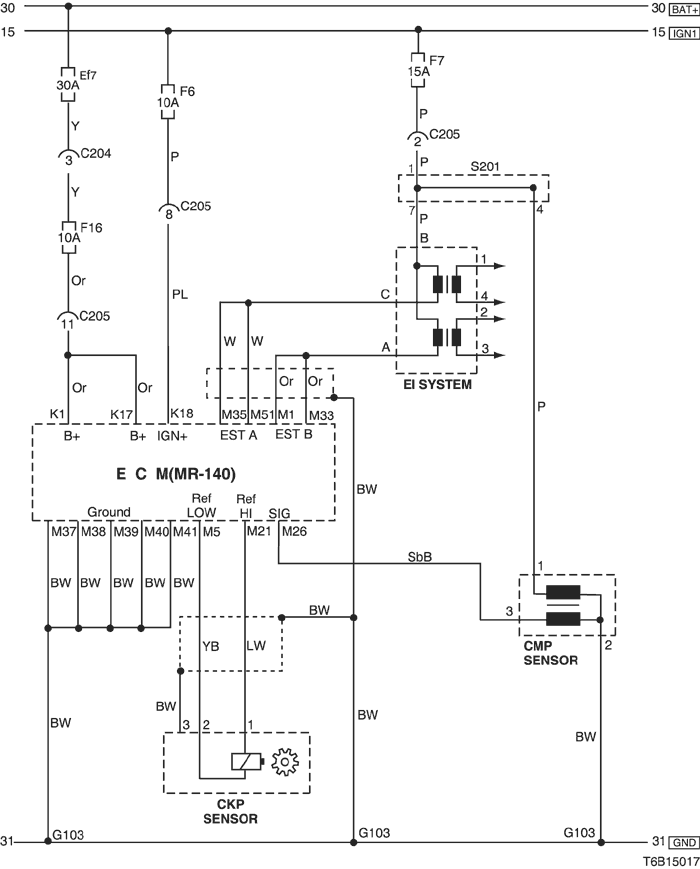 30
30 BAT+
15
15 IGN1
Ef7
30A
F6
10A
F7
15A
Y
P
P
C204
3
C205
2
Y
P
1
S201
C205
8
7
4
F16
10A
P
B
Or
PL
C
1
4
2
3
C205
11
W
W
A
EI SYSTEM
Or
Or
Or
Or
P
K1
K17
K18
M35
M51
M1
M33
B+
B+
IGN+
EST A
EST B
E C M(MR-140)
BW
Ground
Ref
LOW
Ref
HI
SIG
M37
M38
M39
M40
M41
M5
M21
M26
SbB
BW
BW
BW
BW
BW
1
3
BW
YB
LW
CMP
SENSOR
2
BW
3
2
1
BW
BW
BW
CKP
SENSOR
31
G103
G103
G103
31 GND
T6B15017